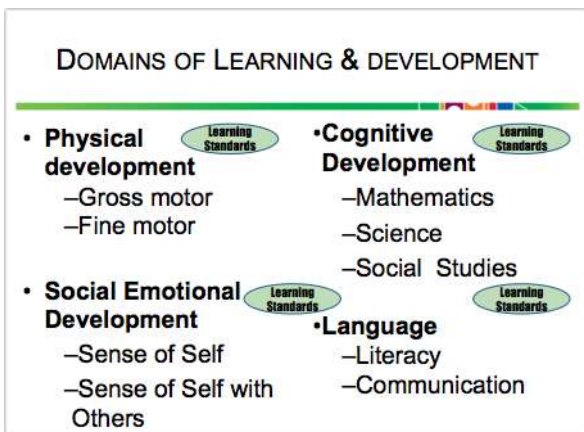 DOMAINS OF LEARNING & DEVELOPMENT
• Physical development
Learning Standards
–Gross motor
–Fine motor
• Social Emotional Development
Learning Standards
–Sense of Self
–Sense of Self with Others
•Cognitive Development
Learning Standards
–Mathematics
–Science
–Social Studies
Learning Standards
•Language
–Literacy
–Communication